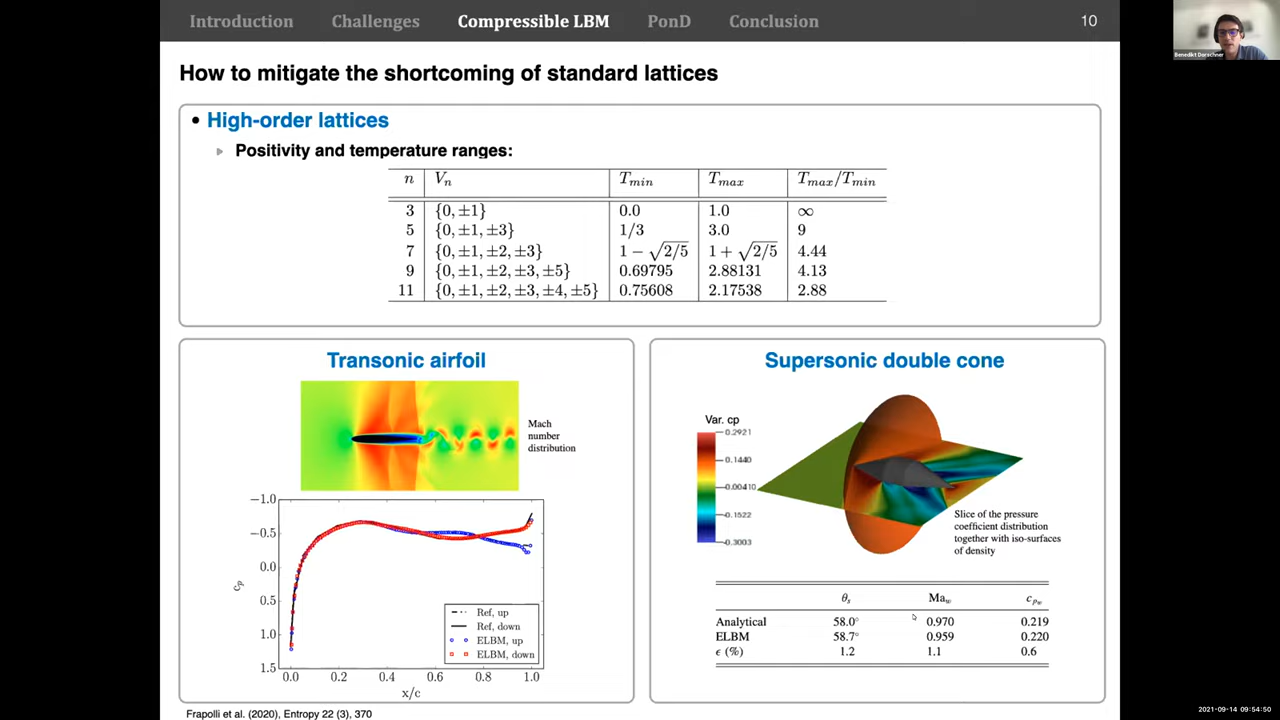 Introduction Challenges Compressible LBM PonD Conclusion 10
Benedikt Dorschner
How to mitigate the shortcoming of standard lattices
• High-order lattices
Positivity and temperature ranges:
n V_n T_min T_max T_max/T_min
3 {0, ±1} 0.0 1.0 ∞
5 {0, ±1, ±3} 1/3 3.0 9
7 {0, ±1, ±2, ±3} 1 − √2/5 1 + √2/5 4.44
9 {0, ±1, ±2, ±3, ±5} 0.69795 2.88131 4.13
11 {0, ±1, ±2, ±3, ±4, ±5} 0.75608 2.17538 2.88
Transonic airfoil
Mach
number
distribution
−1.0
−0.5
0.0
0.5
1.0
1.5
c_p
Ref, up
Ref, down
ELBM, up
ELBM, down
0.0 0.2 0.4 0.6 0.8 1.0
x/c
Supersonic double cone
Var. cp
0.2921
0.1440
-0.00410
-0.1522
-0.3003
Slice of the pressure
coefficient distribution
together with iso-surfaces
of density
θ_s Ma_w c_{p_w}
Analytical 58.0° 0.970 0.219
ELBM 58.7° 0.959 0.220
ϵ (%) 1.2 1.1 0.6
Frapolli et al. (2020), Entropy 22 (3), 370
2021-09-14 09:54:50